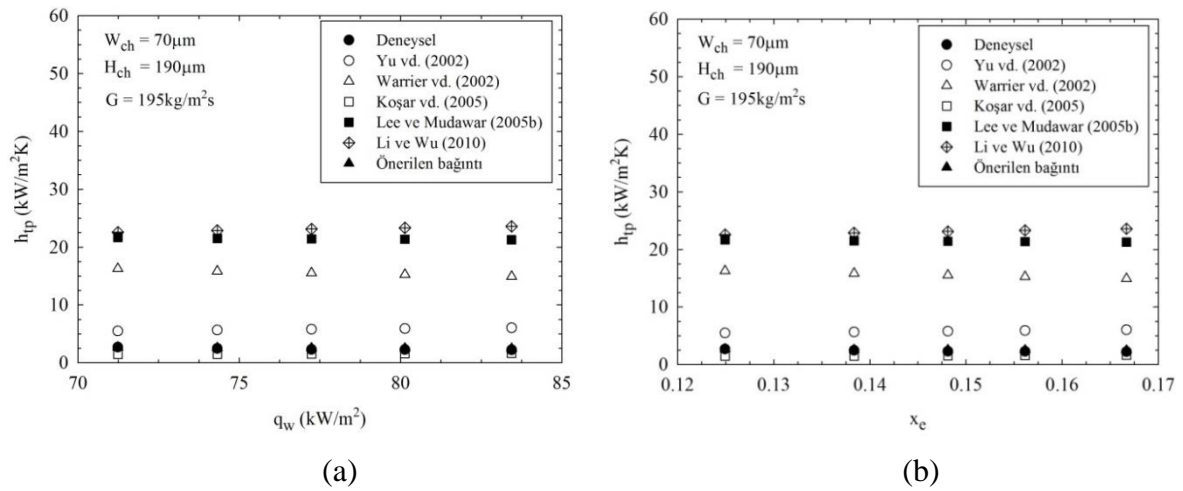 60
50
40
30
20
10
0
h_tp (kW/m²K)
W_ch = 70μm
H_ch = 190μm
G = 195kg/m²s
Deneysel
Yu vd. (2002)
Warrier vd. (2002)
Koşar vd. (2005)
Lee ve Mudawar (2005b)
Li ve Wu (2010)
Önerilen bağıntı
70 75 80 85
q_w (kW/m²)
(a)
60
50
40
30
20
10
0
h_tp (kW/m²K)
W_ch = 70μm
H_ch = 190μm
G = 195kg/m²s
Deneysel
Yu vd. (2002)
Warrier vd. (2002)
Koşar vd. (2005)
Lee ve Mudawar (2005b)
Li ve Wu (2010)
Önerilen bağıntı
0.12 0.13 0.14 0.15 0.16 0.17
x_e
(b)